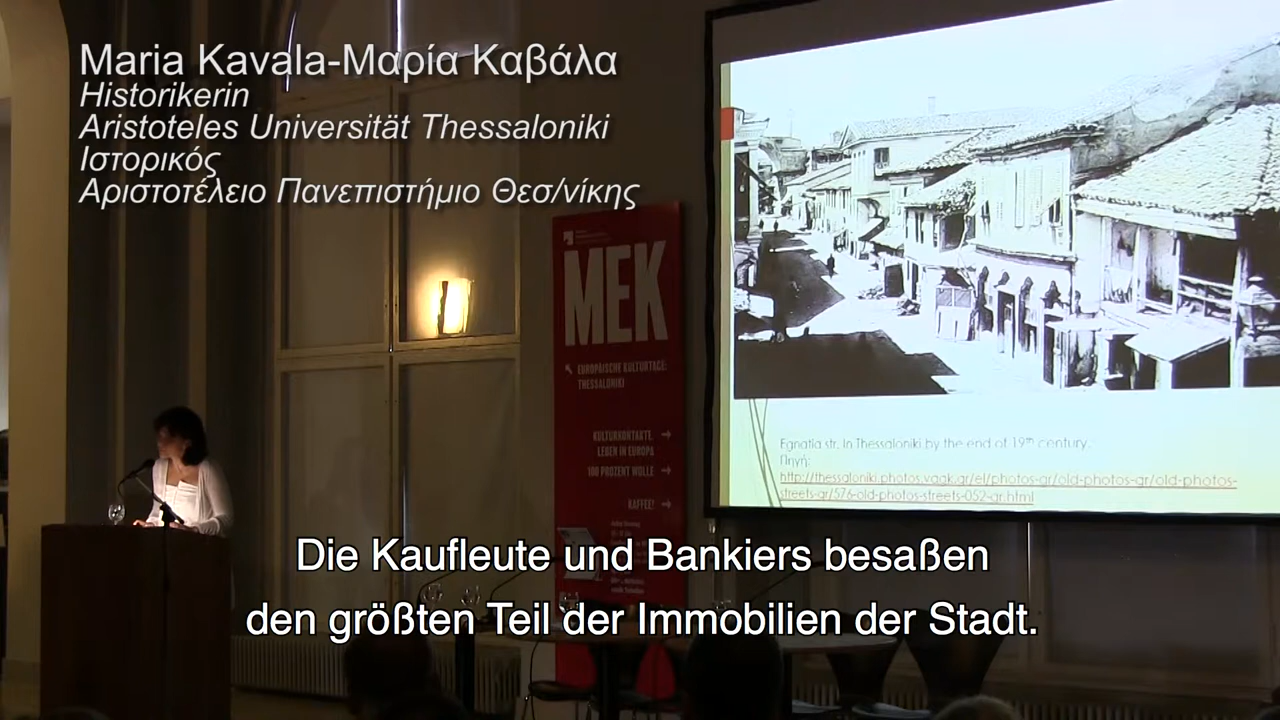 Maria Kavala-Μαρία Καβάλα
Historikerin
Aristoteles Universität Thessaloniki
Ιστορικός
Αριστοτέλειο Πανεπιστήμιο Θεσ/νίκης
MEK
EUROPÄISCHE KULTURTAGE:
THESSALONIKI
KULTURKONTAKTE.
LEBEN IN EUROPA
100 PROZENT WOLLE
KAFFEE!
Egnatia str. In Thessaloniki by the end of 19th century.
Πηγή:
http://thessaloniki.photos.vagk.gr/el/photos-gr/old-photos-gr/old-photos-
streets-gr/576-old-photos-streets-052-gr.html
Die Kaufleute und Bankiers besaßen
den größten Teil der Immobilien der Stadt.